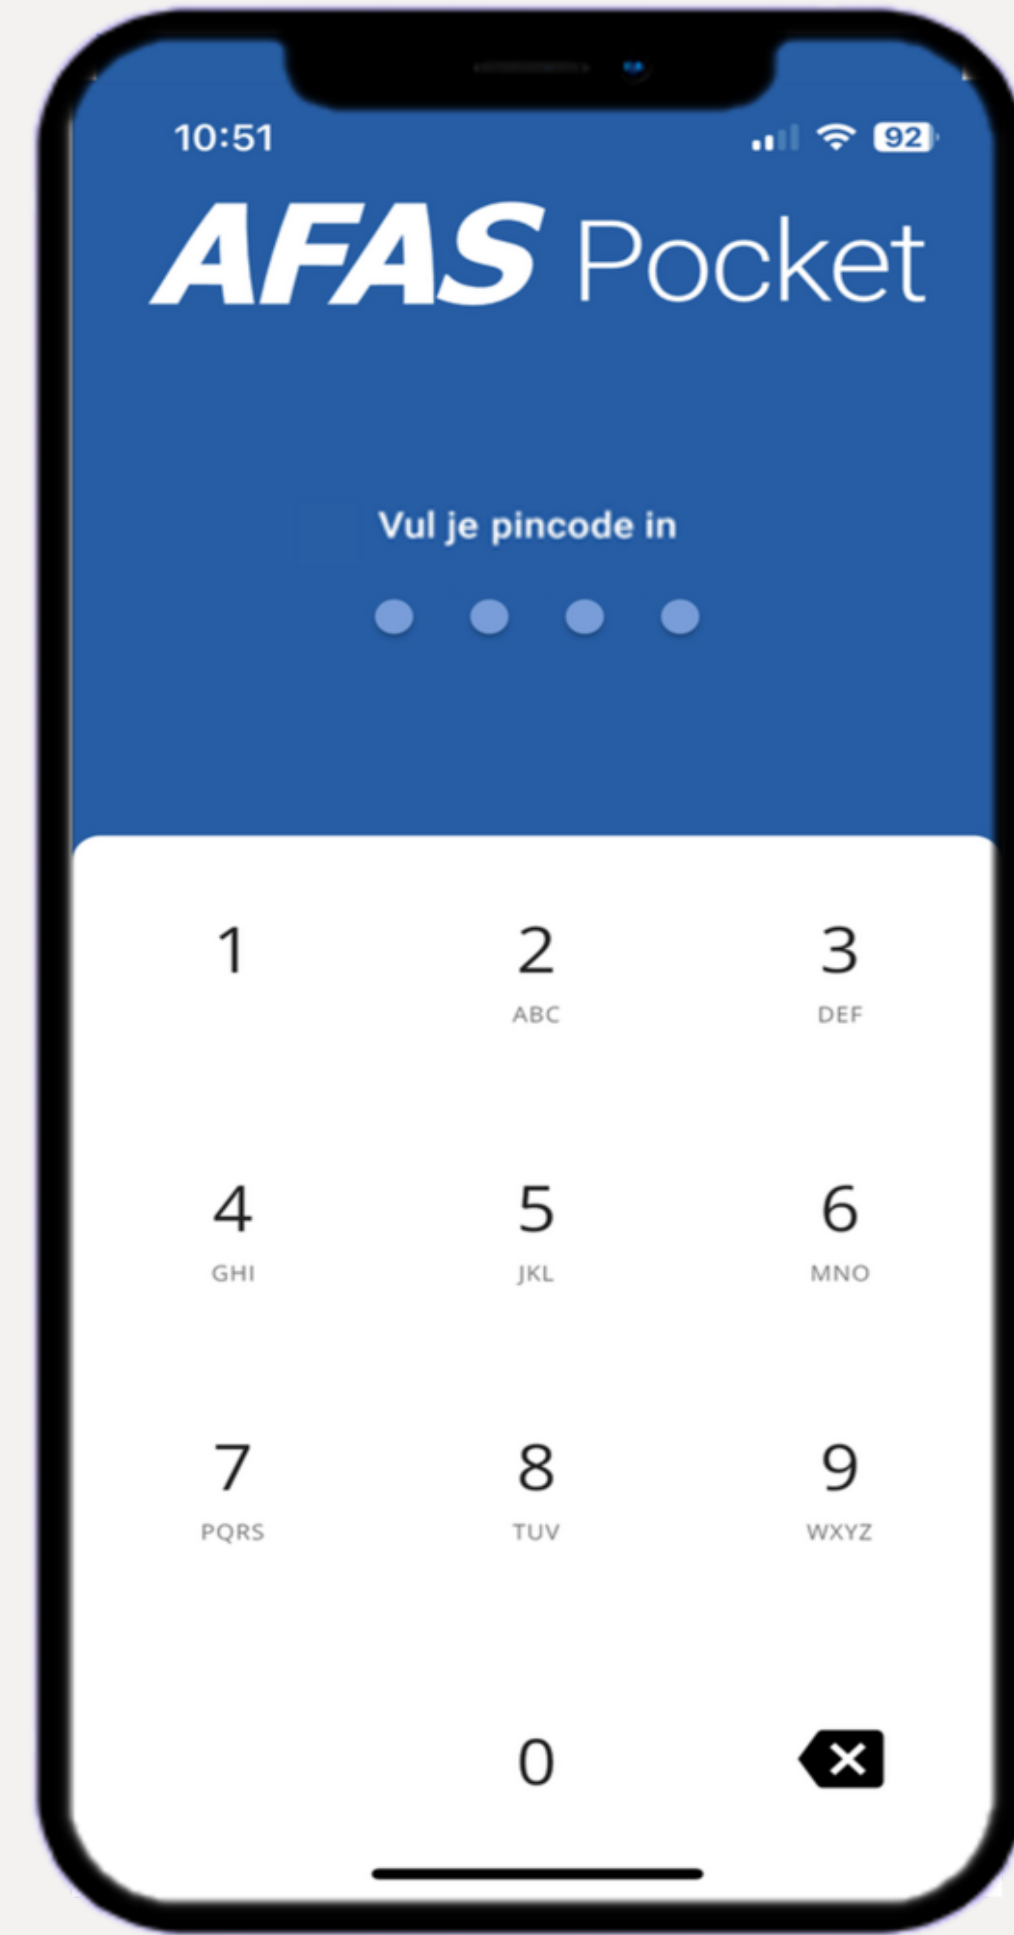 10:51 92
AFAS Pocket
Vul je pincode in
1 2 3
ABC DEF
4 5 6
GHI JKL MNO
7 8 9
PQRS TUV WXYZ
0